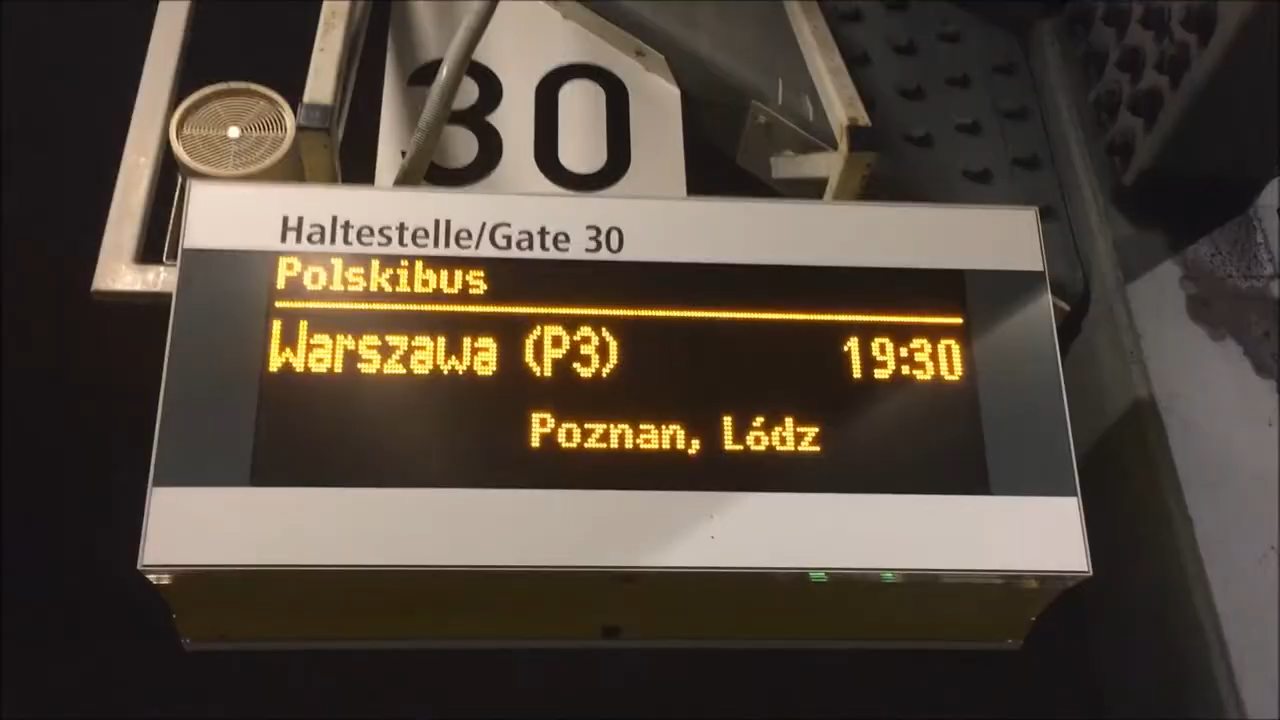 30
Haltestelle/Gate 30
Polskibus
Warszawa (P3) 19:30
Poznan, Lódz